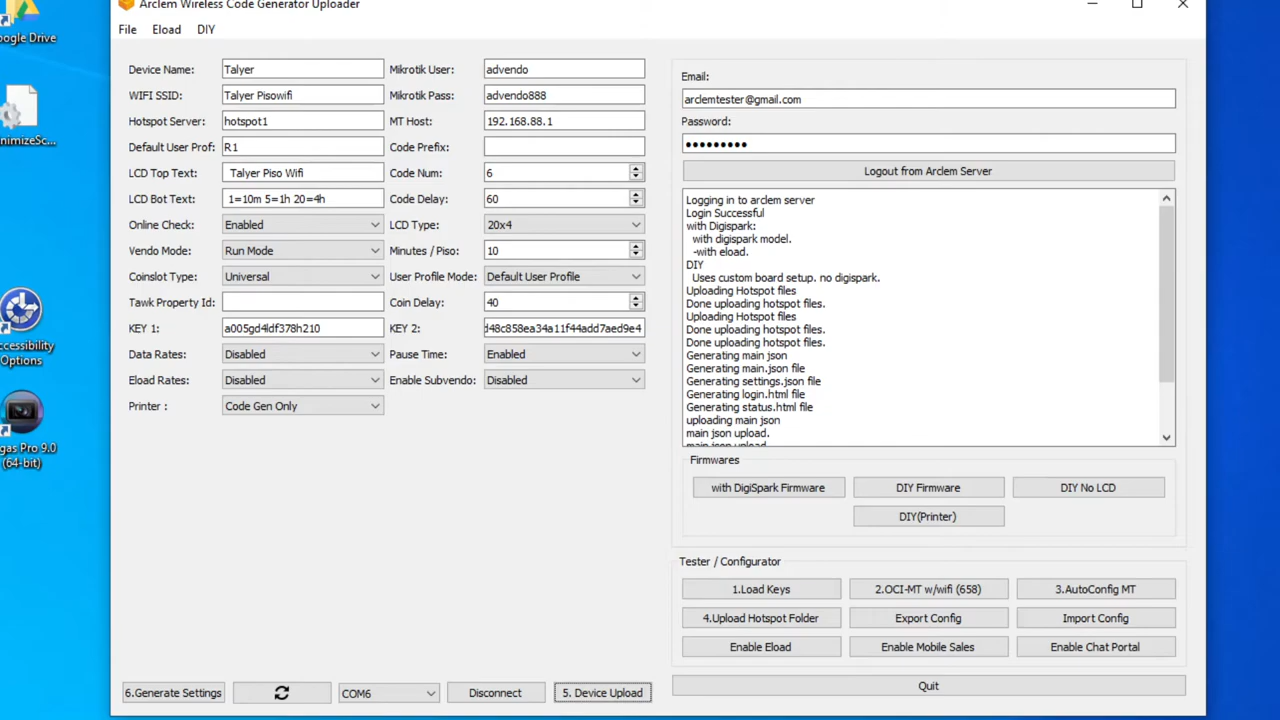 Arclem Wireless Code Generator Uploader
File Eload DIY
oogle Drive
nimizeSc...
ccessibility
Options
gas Pro 9.0
(64-bit)
Device Name: Talyer Mikrotik User: advendo
WIFI SSID: Talyer Pisowifi Mikrotik Pass: advendo888
Hotspot Server: hotspot1 MT Host: 192.168.88.1
Default User Prof: R1 Code Prefix:
LCD Top Text: Talyer Piso Wifi Code Num: 6
LCD Bot Text: 1=10m 5=1h 20=4h Code Delay: 60
Online Check: Enabled LCD Type: 20x4
Vendo Mode: Run Mode Minutes / Piso: 10
Coinslot Type: Universal User Profile Mode: Default User Profile
Tawk Property Id: Coin Delay: 40
KEY 1: a005gd4ldf378h210 KEY 2: d48c858ea34a11f44add7aed9e4
Data Rates: Disabled Pause Time: Enabled
Eload Rates: Disabled Enable Subvendo: Disabled
Printer : Code Gen Only
6.Generate Settings COM6 Disconnect 5. Device Upload
Email:
arclemtester@gmail.com
Password:
•••••••••
Logout from Arclem Server
Logging in to arclem server
Login Successful
with Digispark:
with digispark model.
-with eload.
DIY
Uses custom board setup. no digispark.
Uploading Hotspot files
Done uploading hotspot files.
Uploading Hotspot files
Done uploading hotspot files.
Done uploading hotspot files.
Generating main json
Generating main.json file
Generating settings.json file
Generating login.html file
Generating status.html file
uploading main json
main json upload.
main json upload
Firmwares
with DigiSpark Firmware DIY Firmware DIY No LCD
DIY(Printer)
Tester / Configurator
1.Load Keys 2.OCI-MT w/wifi (658) 3.AutoConfig MT
4.Upload Hotspot Folder Export Config Import Config
Enable Eload Enable Mobile Sales Enable Chat Portal
Quit